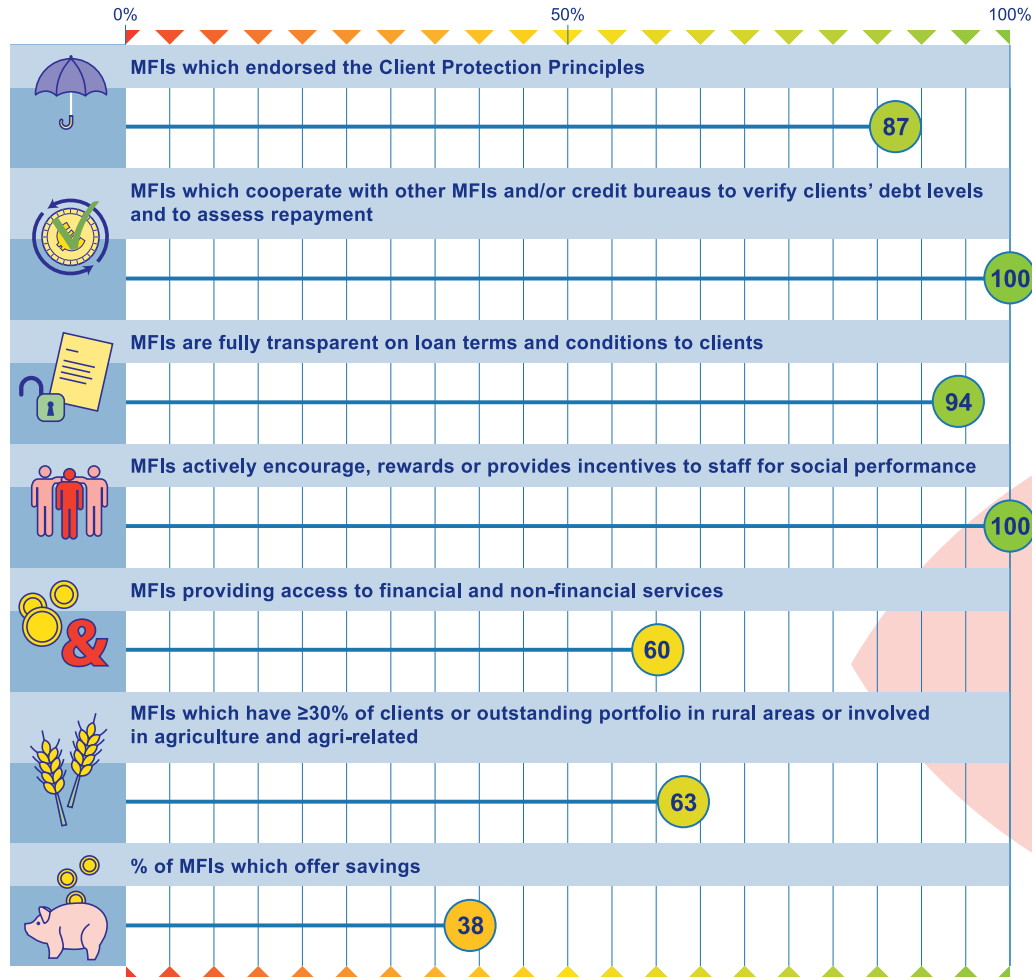 0% 50% 100%
MFIs which endorsed the Client Protection Principles
87
MFIs which cooperate with other MFIs and/or credit bureaus to verify clients’ debt levels
and to assess repayment
100
MFIs are fully transparent on loan terms and conditions to clients
94
MFIs actively encourage, rewards or provides incentives to staff for social performance
100
&
MFIs providing access to financial and non-financial services
60
MFIs which have ≥30% of clients or outstanding portfolio in rural areas or involved
in agriculture and agri-related
63
% of MFIs which offer savings
38